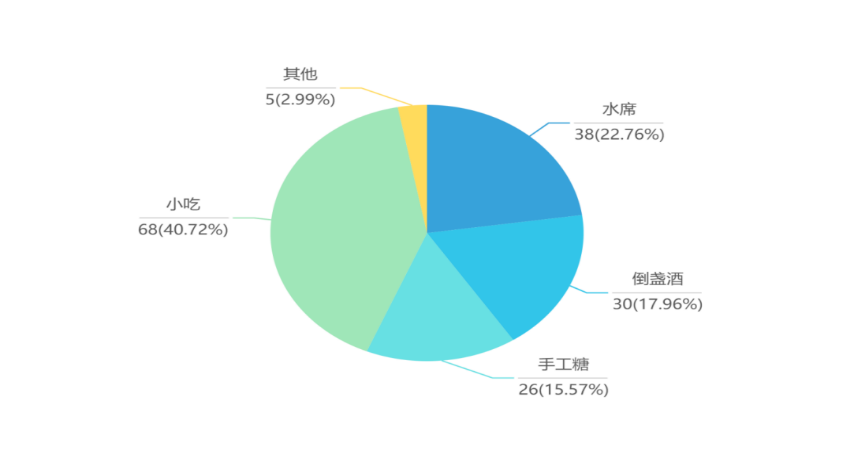 其他
5(2.99%)
水席
38(22.76%)
小吃
68(40.72%)
倒盏酒
30(17.96%)
手工糖
26(15.57%)